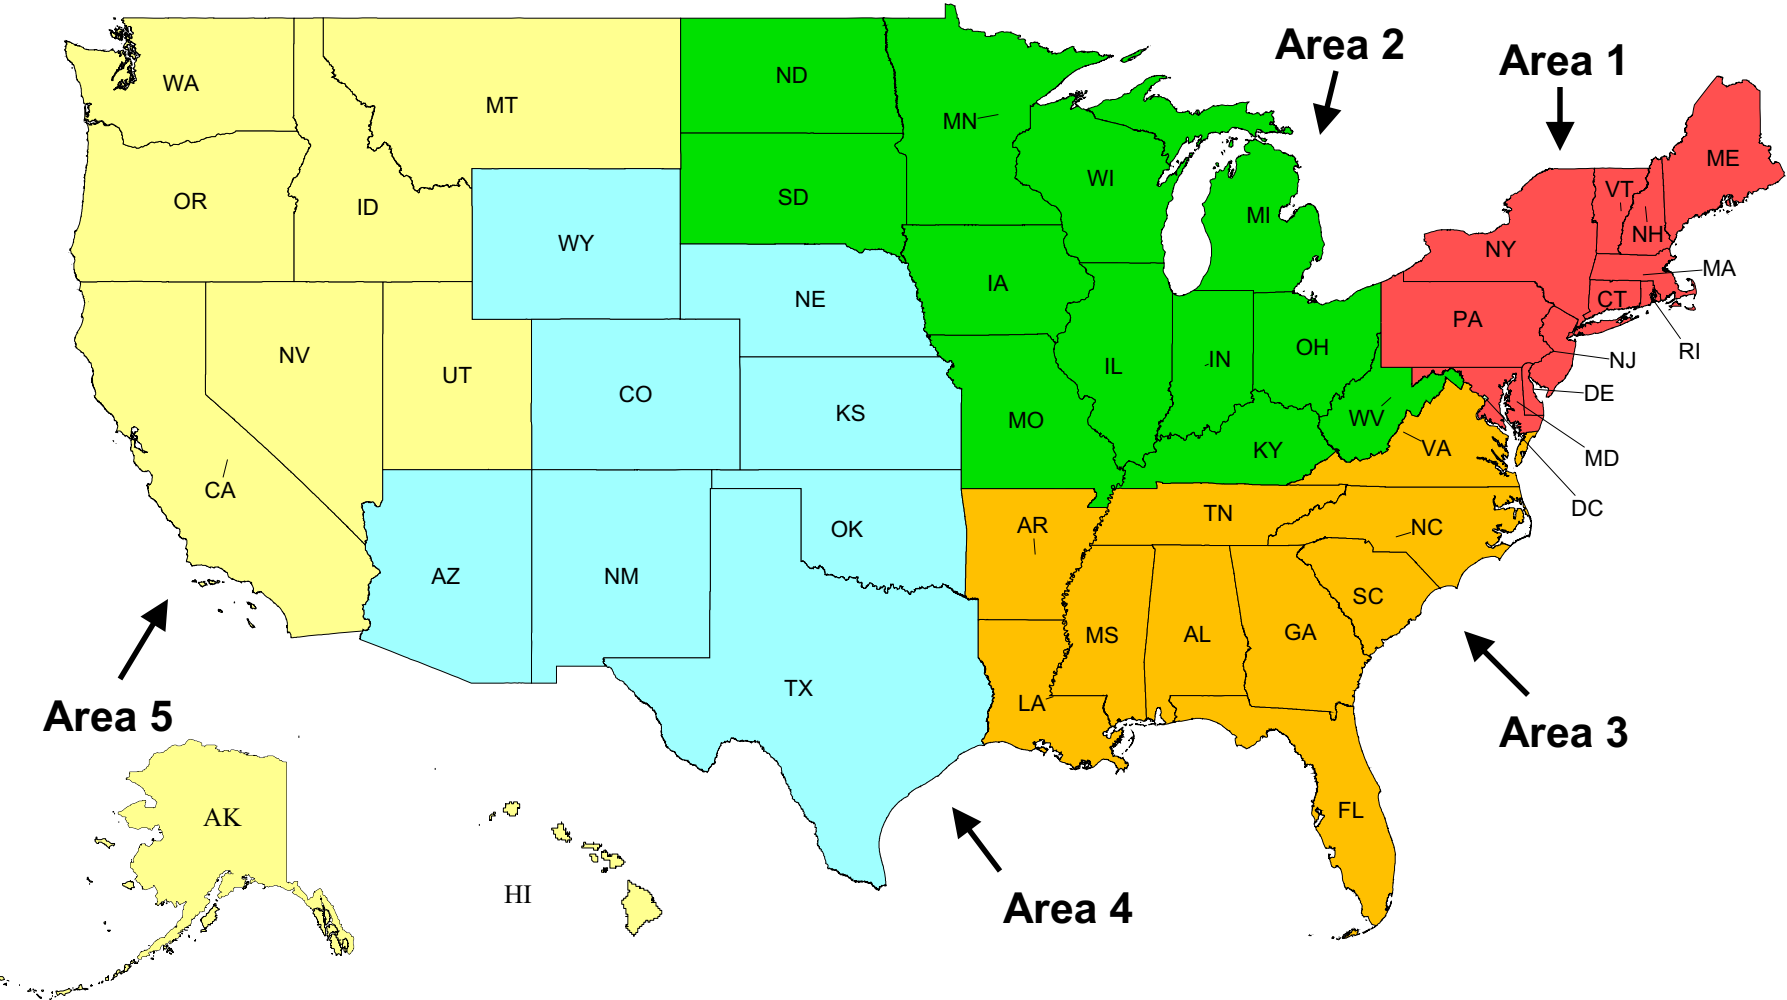 Area 2
Area 1
WA
MT
ND
MN
ME
OR
ID
SD
WI
MI
VT
NH
NY
WY
MA
IA
NE
CT
PA
RI
NV
UT
CO
KS
IL
IN
OH
NJ
DE
MO
WV
KY
VA
MD
CA
DC
TN
AR
OK
NC
AZ
NM
SC
MS
AL
GA
TX
LA
Area 5
Area 3
FL
AK
HI
Area 4